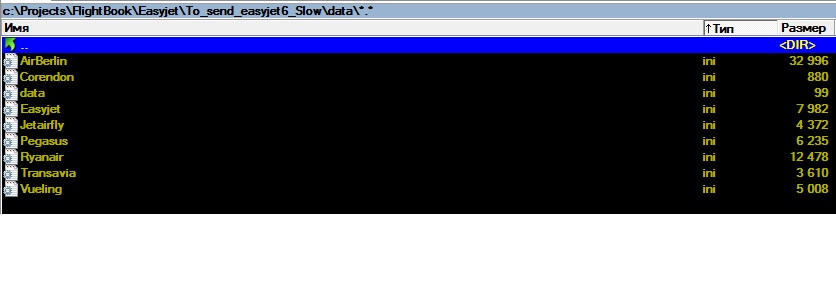 c:\Projects\FlightBook\Easyjet\To_send_easyjet6_Slow\data\*.*
Имя ↑Тип Размер
.. <DIR>
AirBerlin ini 32 996
Corendon ini 880
data ini 99
Easyjet ini 7 982
Jetairfly ini 4 372
Pegasus ini 6 235
Ryanair ini 12 478
Transavia ini 3 610
Vueling ini 5 008